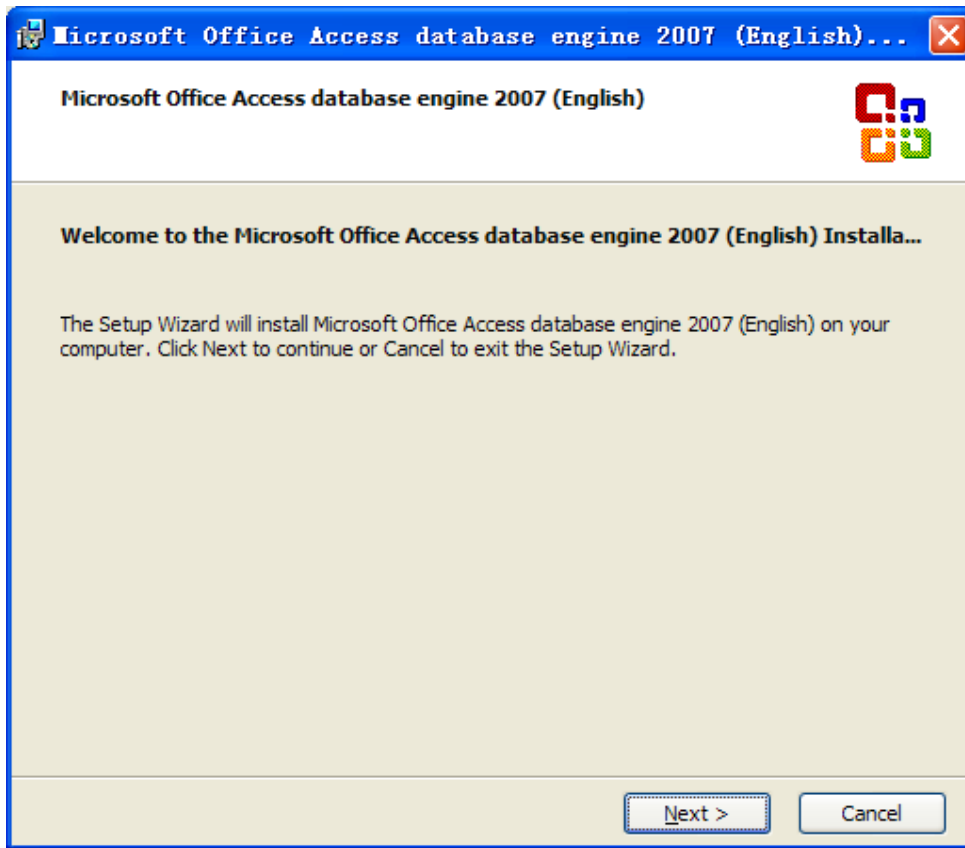 Microsoft Office Access database engine 2007 (English)...
Microsoft Office Access database engine 2007 (English)
Welcome to the Microsoft Office Access database engine 2007 (English) Installa...
The Setup Wizard will install Microsoft Office Access database engine 2007 (English) on your
computer. Click Next to continue or Cancel to exit the Setup Wizard.
Next >
Cancel